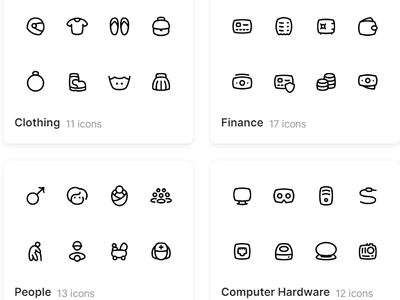 Clothing 11 icons
Finance 17 icons
People 13 icons
Computer Hardware 12 icons